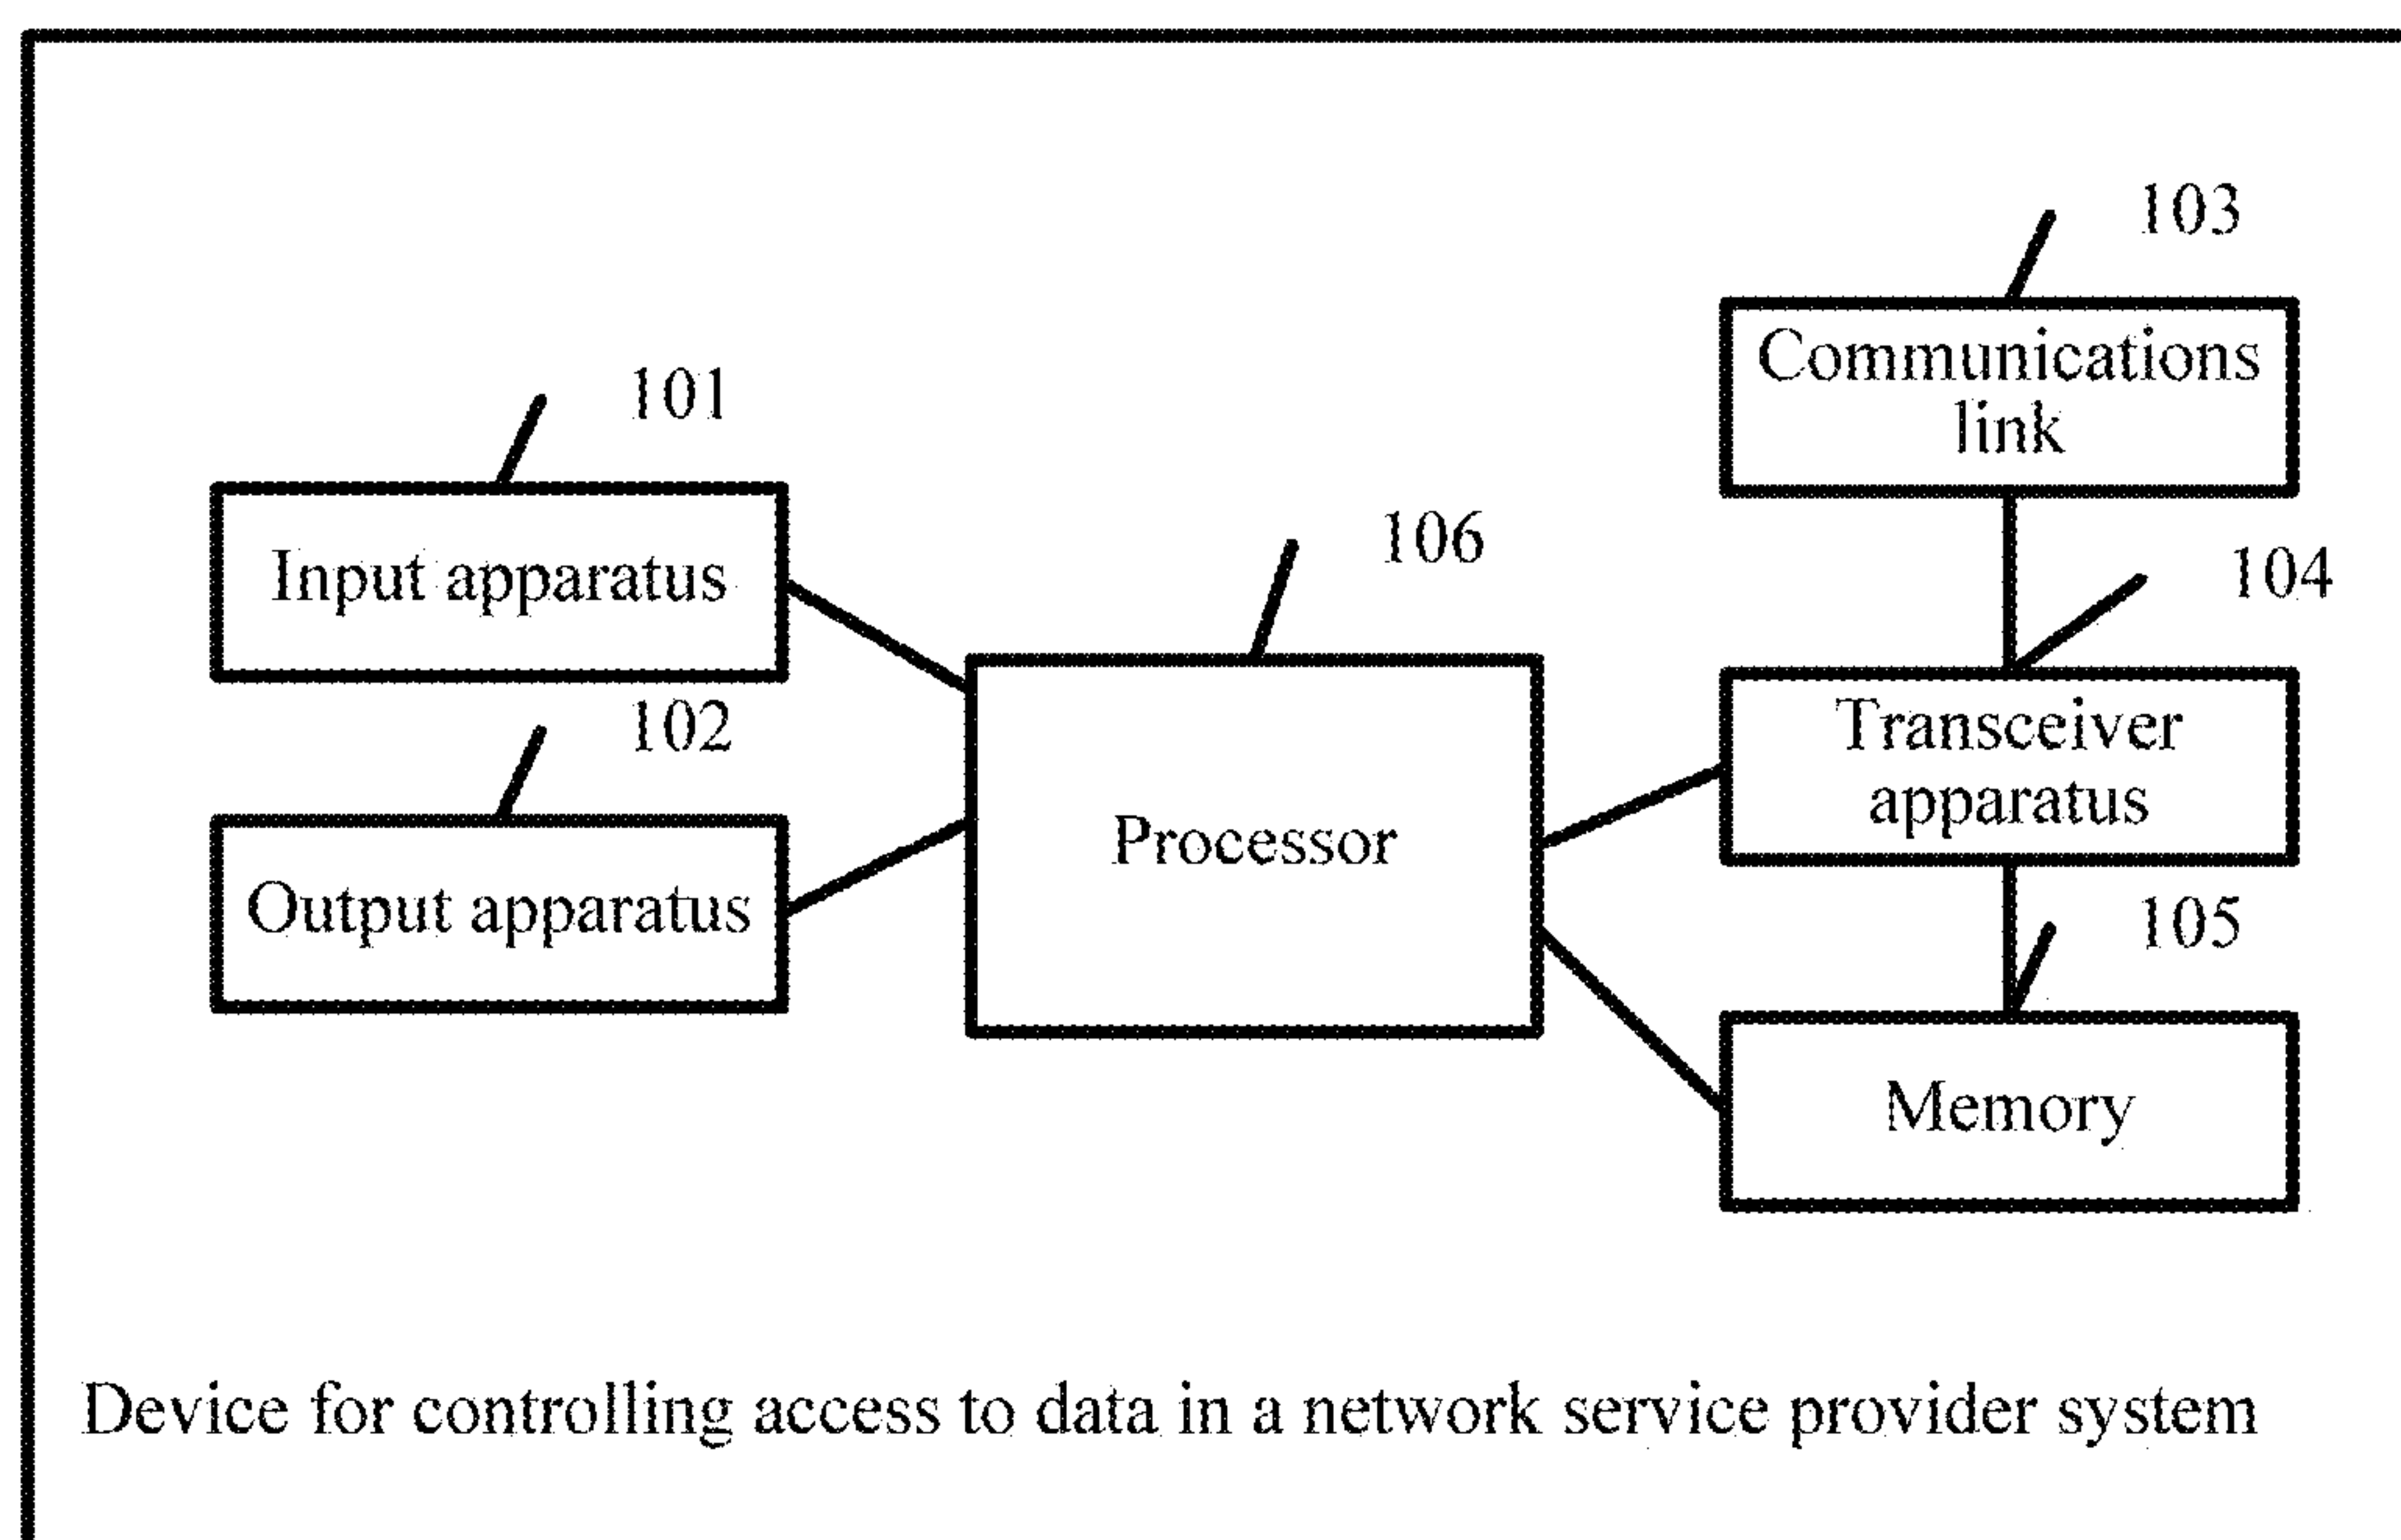 103
Communications
link
101
Input apparatus
106
104
102
Transceiver
apparatus
Processor
Output apparatus
105
Memory
Device for controlling access to data in a network service provider system